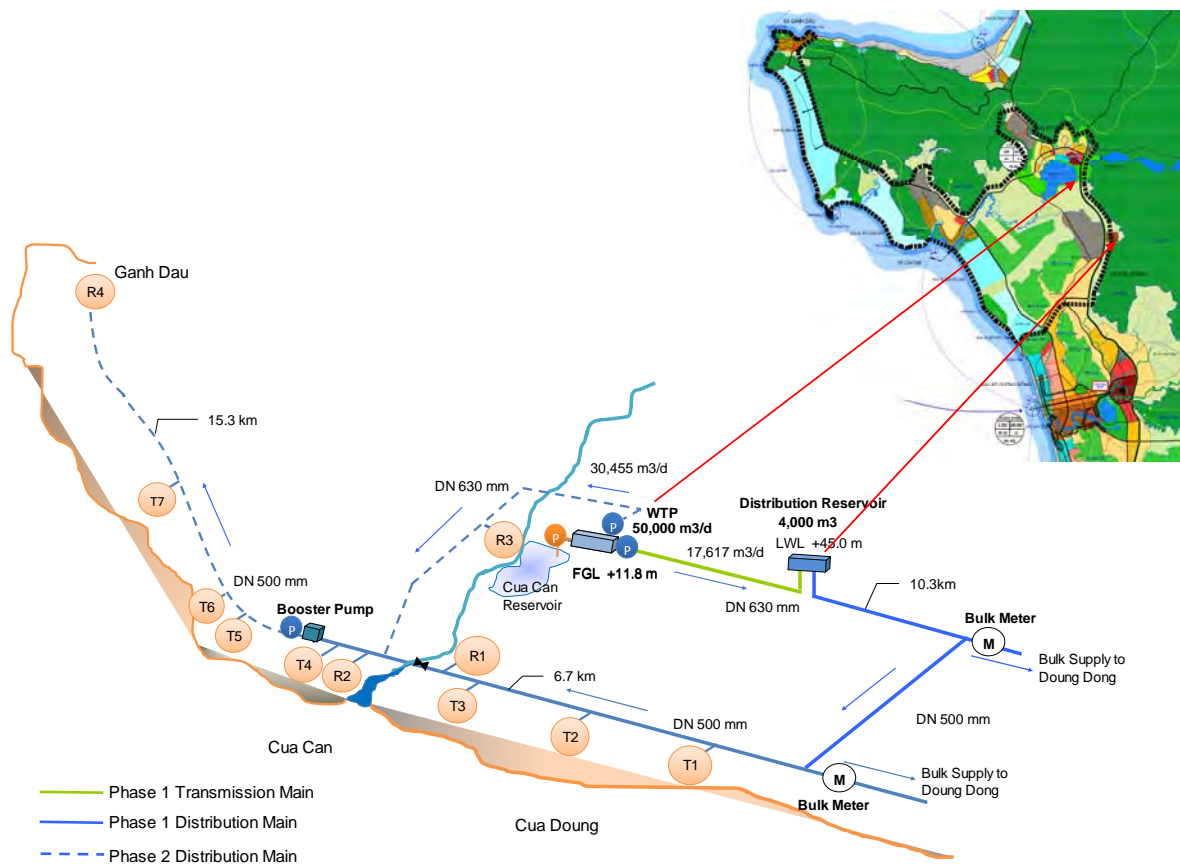 Ganh Dau
R4
15.3 km
T7
DN 500 mm
T6
T5
Booster Pump
P
T4
R2
30,455 m3/d
DN 630 mm
R3
P
P
P
WTP
50,000 m3/d
FGL +11.8 m
Cua Can
Reservoir
17,617 m3/d
DN 630 mm
Distribution Reservoir
4,000 m3
LWL +45.0 m
10.3km
Bulk Meter
M
Bulk Supply to
Doung Dong
R1
6.7 km
T3
DN 500 mm
T2
T1
DN 500 mm
M
Bulk Meter
Bulk Supply to
Doung Dong
Cua Can
Cua Doung
Phase 1 Transmission Main
Phase 1 Distribution Main
Phase 2 Distribution Main